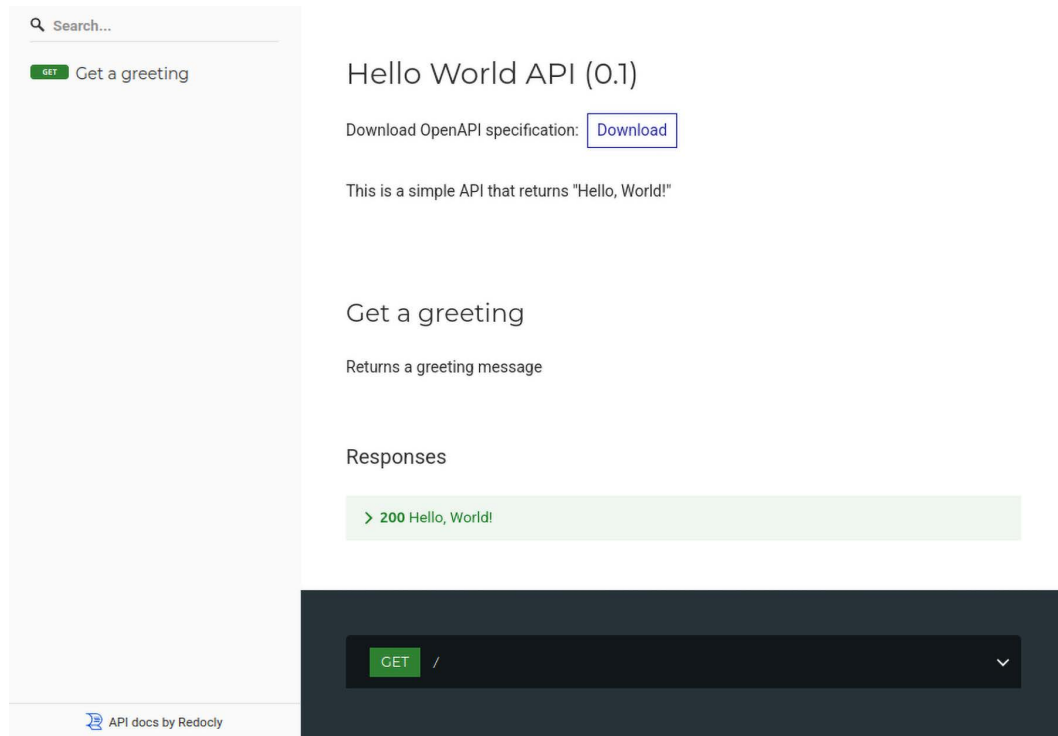 Search...
GET Get a greeting
Hello World API (0.1)
Download OpenAPI specification: Download
This is a simple API that returns "Hello, World!"
Get a greeting
Returns a greeting message
Responses
200 Hello, World!
GET /
API docs by Redocly